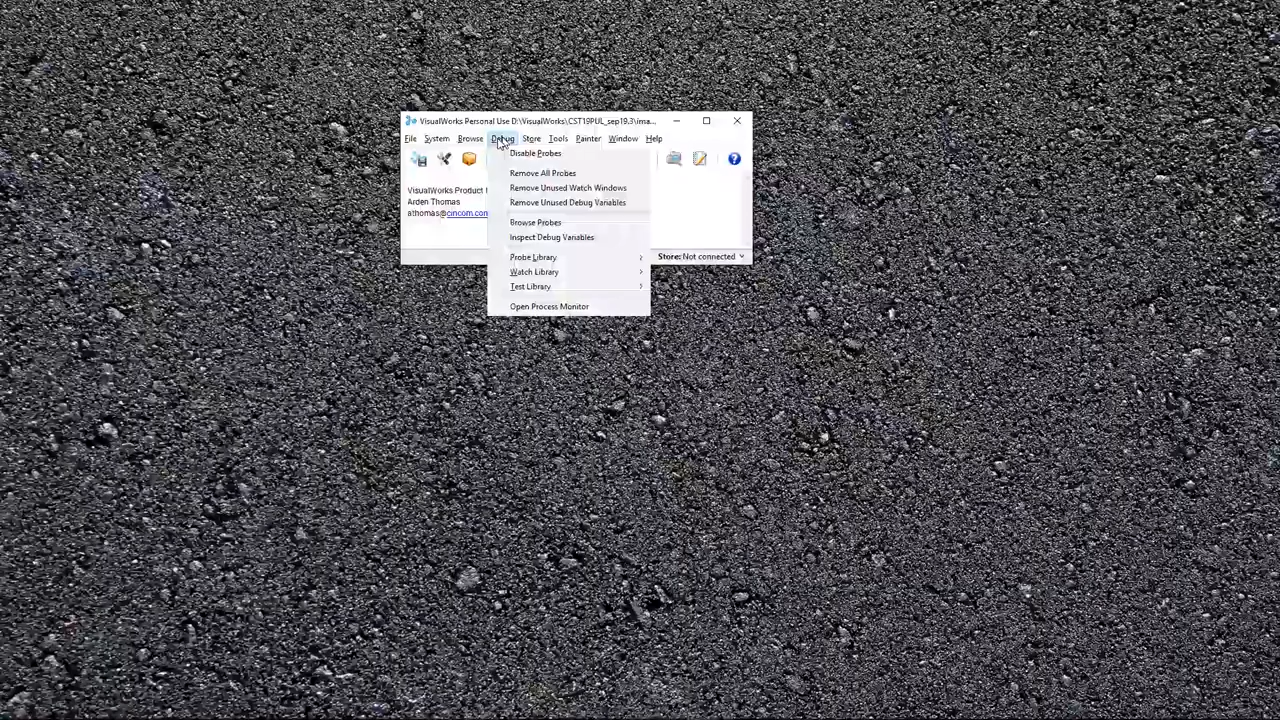 VisualWorks Personal Use D:\VisualWorks\CST19PUL_sep19.3\ima...
File System Browse Debug Store Tools Painter Window Help
Disable Probes
Remove All Probes
Remove Unused Watch Windows
Remove Unused Debug Variables
Browse Probes
Inspect Debug Variables
Probe Library
Watch Library
Test Library
Open Process Monitor
VisualWorks Product
Arden Thomas
athomas@cincom.con
Store: Not connected